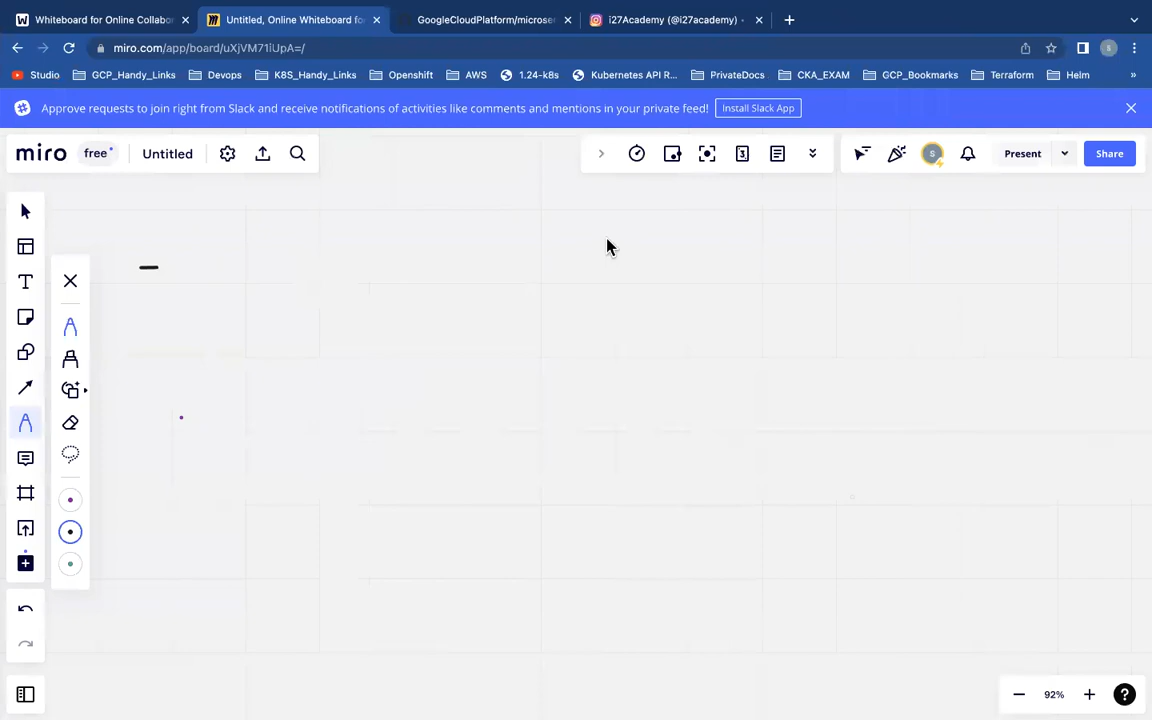 Whiteboard for Online Collabo
Untitled, Online Whiteboard fo
GoogleCloudPlatform/microse
i27Academy (@i27academy) •
miro.com/app/board/uXjVM71iUpA=/
S
Studio
GCP_Handy_Links
Devops
K8S_Handy_Links
Openshift
AWS
1.24-k8s
Kubernetes API R...
PrivateDocs
CKA_EXAM
GCP_Bookmarks
Terraform
Helm
»
Approve requests to join right from Slack and receive notifications of activities like comments and mentions in your private feed!
Install Slack App
miro
free
Untitled
S
Present
Share
92%